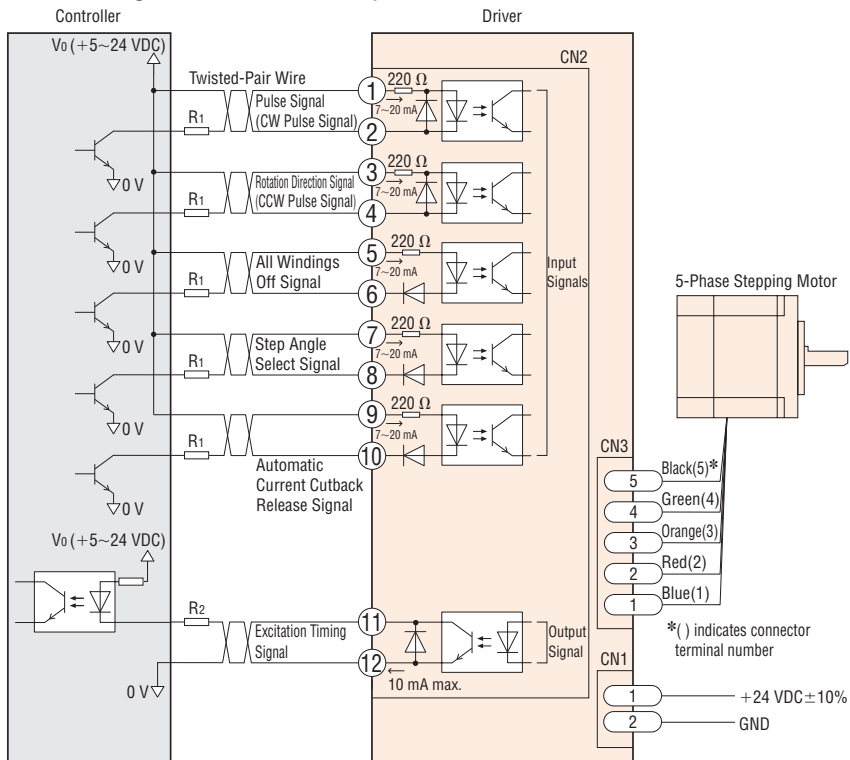 Controller
Driver
V0 (+5~24 VDC)
CN2
Twisted-Pair Wire
Pulse Signal
(CW Pulse Signal)
R1
0 V
1
220 Ω
7~20 mA
2
Rotation Direction Signal
(CCW Pulse Signal)
R1
0 V
3
220 Ω
7~20 mA
4
All Windings
Off Signal
R1
0 V
5
220 Ω
7~20 mA
6
Input
Signals
Step Angle
Select Signal
R1
0 V
7
220 Ω
7~20 mA
8
Automatic
Current Cutback
Release Signal
R1
0 V
9
220 Ω
7~20 mA
10
V0 (+5~24 VDC)
R2
Excitation Timing
Signal
0 V
11
12
10 mA max.
Output
Signal
5-Phase Stepping Motor
CN3
5 Black(5)*
4 Green(4)
3 Orange(3)
2 Red(2)
1 Blue(1)
*( ) indicates connector
terminal number
CN1
1 +24 VDC±10%
2 GND